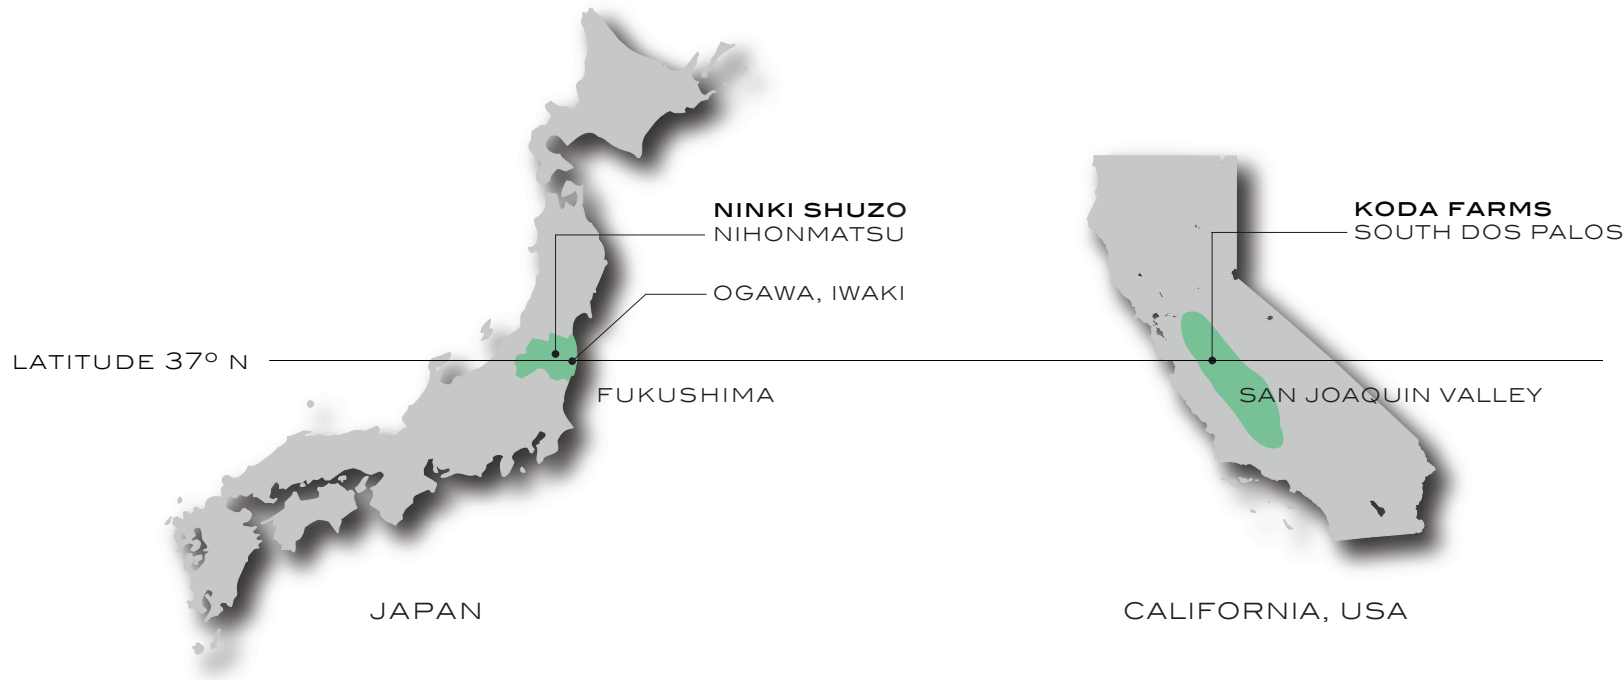 NINKI SHUZO
NIHONMATSU
OGAWA, IWAKI
KODA FARMS
SOUTH DOS PALOS
LATITUDE 37º N
FUKUSHIMA
SAN JOAQUIN VALLEY
JAPAN
CALIFORNIA, USA